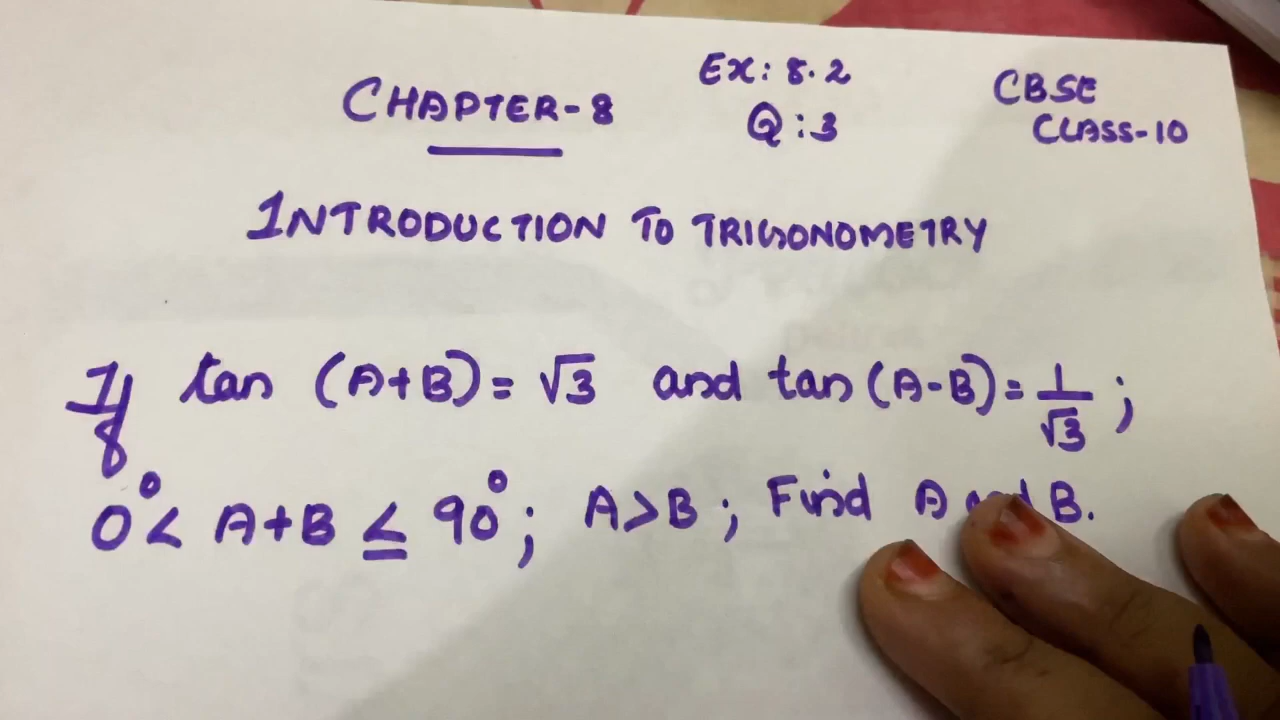 CHAPTER-8
Ex: 8.2
Q:3
CBSE
CLASS-10
INTRODUCTION TO TRIGONOMETRY
If tan (A+B) = √3 and tan (A-B) = 1/√3 ;
0° < A+B ≤ 90° ; A>B ; Find A and B.